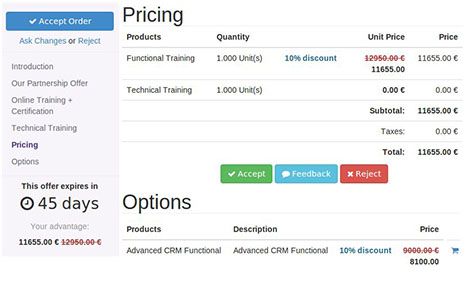 Accept Order
Ask Changes or Reject
Introduction
Our Partnership Offer
Online Training +
Certification
Technical Training
Pricing
Options
This offer expires in
45 days
Your advantage:
11655.00 € 12950.00 €
Pricing
Products Quantity Unit Price Price
Functional Training 1.000 Unit(s) 10% discount 12950.00 € 11655.00 €
11655.00
Technical Training 1.000 Unit(s) 0.00 € 0.00 €
Subtotal: 11655.00 €
Taxes: 0.00 €
Total: 11655.00 €
Accept Feedback Reject
Options
Products Description Price
Advanced CRM Functional Advanced CRM Functional 10% discount 9000.00 €
8100.00